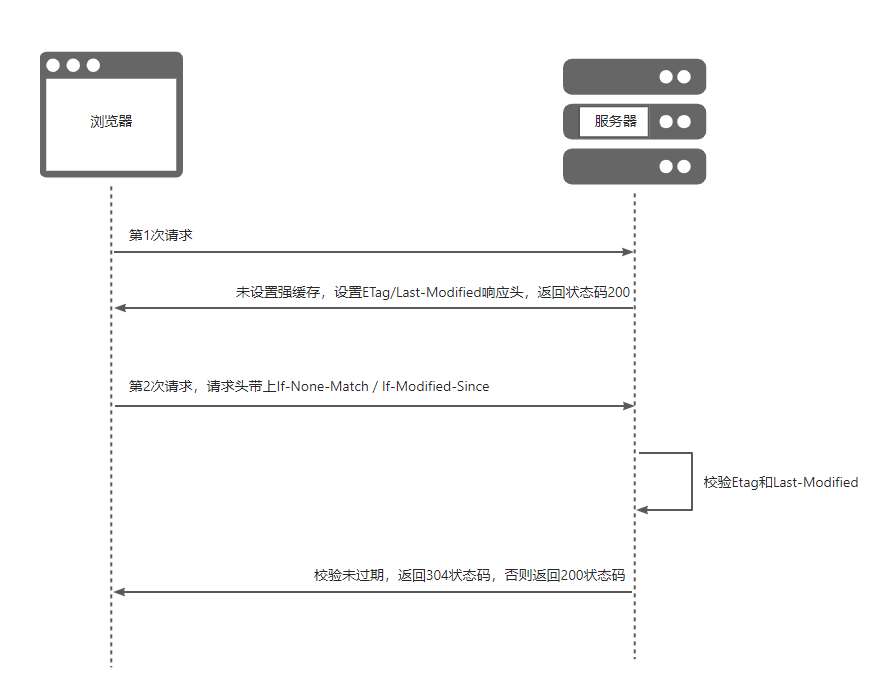 浏览器
服务器
第1次请求
未设置强缓存，设置ETag/Last-Modified响应头，返回状态码200
第2次请求，请求头带上If-None-Match / If-Modified-Since
校验Etag和Last-Modified
校验未过期，返回304状态码，否则返回200状态码